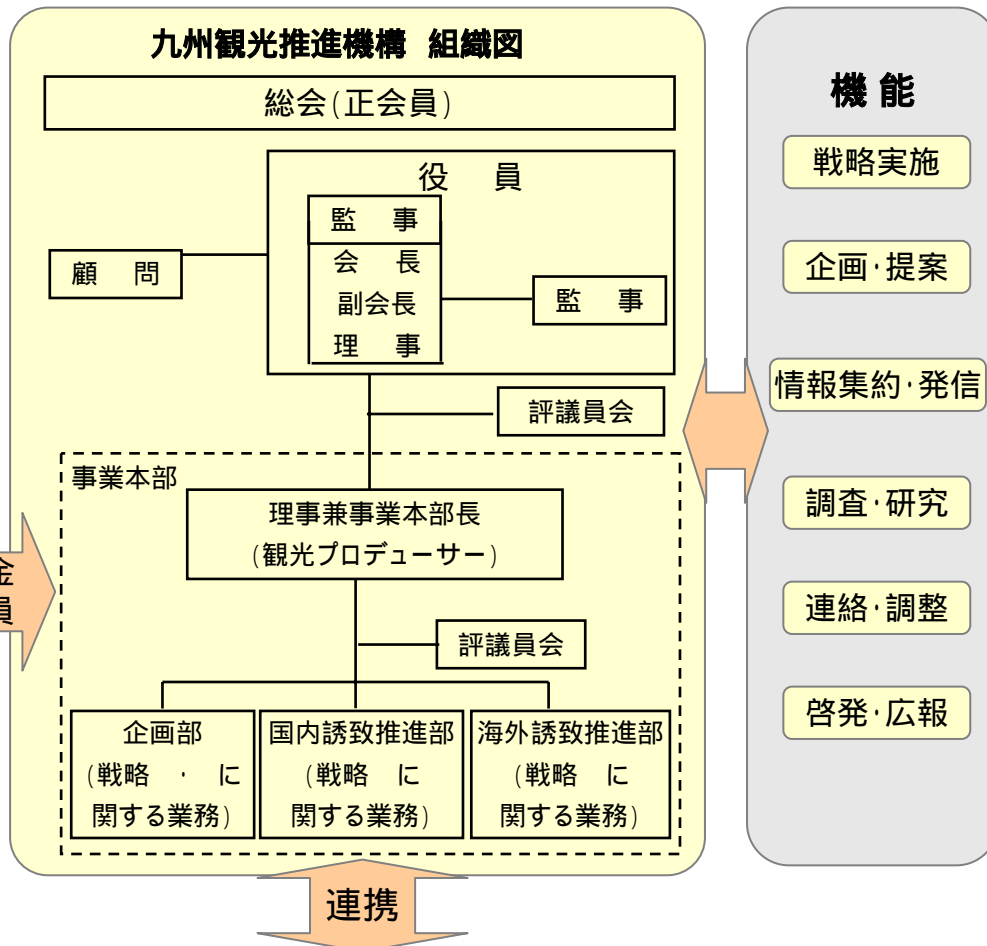 九州観光推進機構 組織図
総会(正会員)
役 員
監 事
会 長
副会長
理 事
監 事
顧 問
評議員会
事業本部
理事兼事業本部長
(観光プロデューサー)
評議員会
企画部
(戦略 ・ に
関する業務)
国内誘致推進部
(戦略 に
関する業務)
海外誘致推進部
(戦略 に
関する業務)
金
員
連携
機 能
戦略実施
企画・提案
情報集約・発信
調査・研究
連絡・調整
啓発・広報